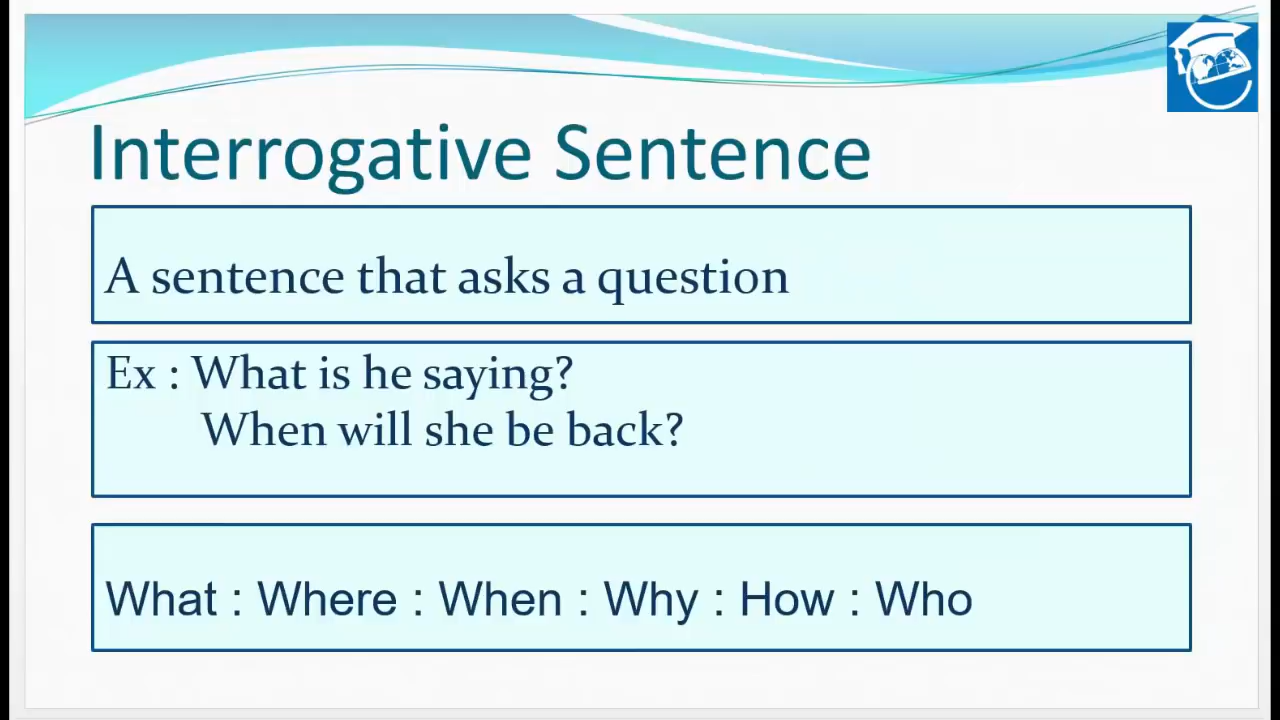 Interrogative Sentence
A sentence that asks a question
Ex : What is he saying?
When will she be back?
What : Where : When : Why : How : Who